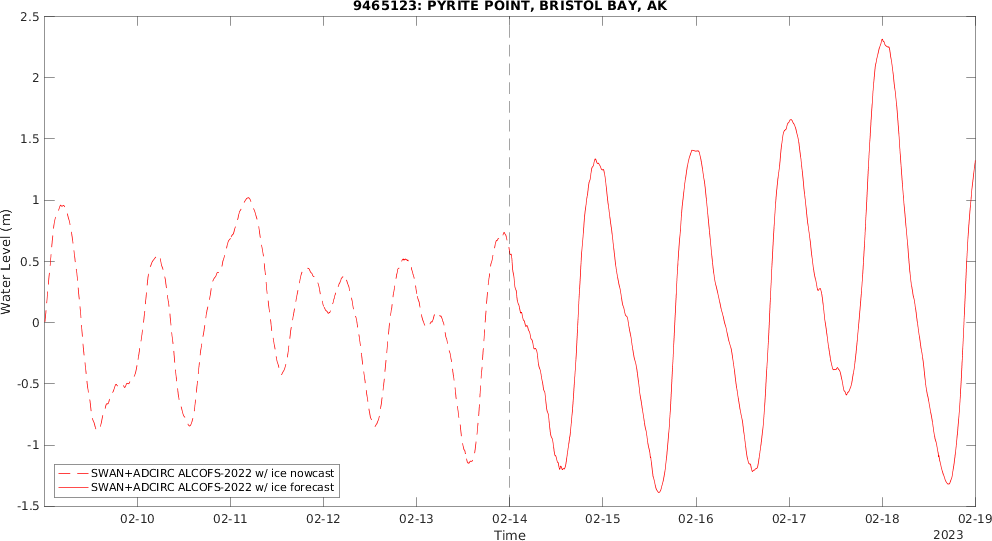 9465123: PYRITE POINT, BRISTOL BAY, AK
Water Level (m)
2.5
2
1.5
1
0.5
0
-0.5
-1
-1.5
SWAN+ADCIRC ALCOFS-2022 w/ ice nowcast
SWAN+ADCIRC ALCOFS-2022 w/ ice forecast
02-10 02-11 02-12 02-13 02-14 02-15 02-16 02-17 02-18 02-19
Time
2023